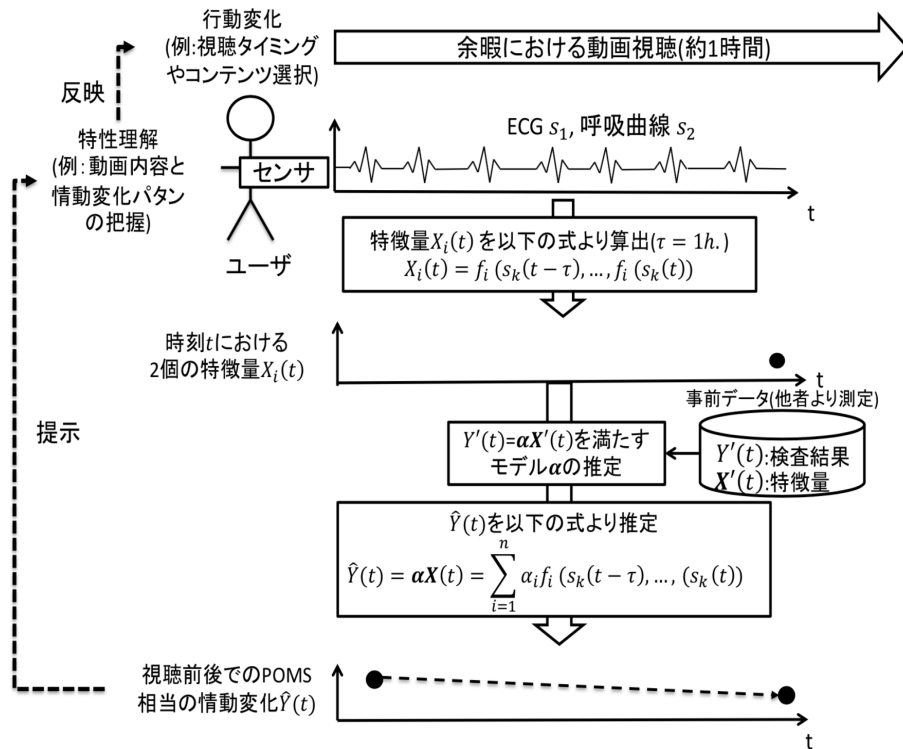 行動変化
(例:視聴タイミング
やコンテンツ選択)
余暇における動画視聴(約1時間)
反映
特性理解
(例：動画内容と
情動変化パタン
の把握)
センサ
ユーザ
ECG s₁, 呼吸曲線 s₂
t
特徴量Xᵢ(t) を以下の式より算出(τ = 1h.)
Xᵢ(t) = fᵢ (sₖ(t − τ), … , fᵢ (sₖ(t))
時刻tにおける
2個の特徴量Xᵢ(t)
t
事前データ(他者より測定)
Y′(t)=αX′(t)を満たす
モデルαの推定
Y′(t):検査結果
X′(t):特徴量
提示
Ŷ(t)を以下の式より推定
Ŷ(t) = αX(t) = ∑ⁿᵢ₌₁ αᵢfᵢ (sₖ(t − τ), … , (sₖ(t))
視聴前後でのPOMS
相当の情動変化Ŷ(t)
t